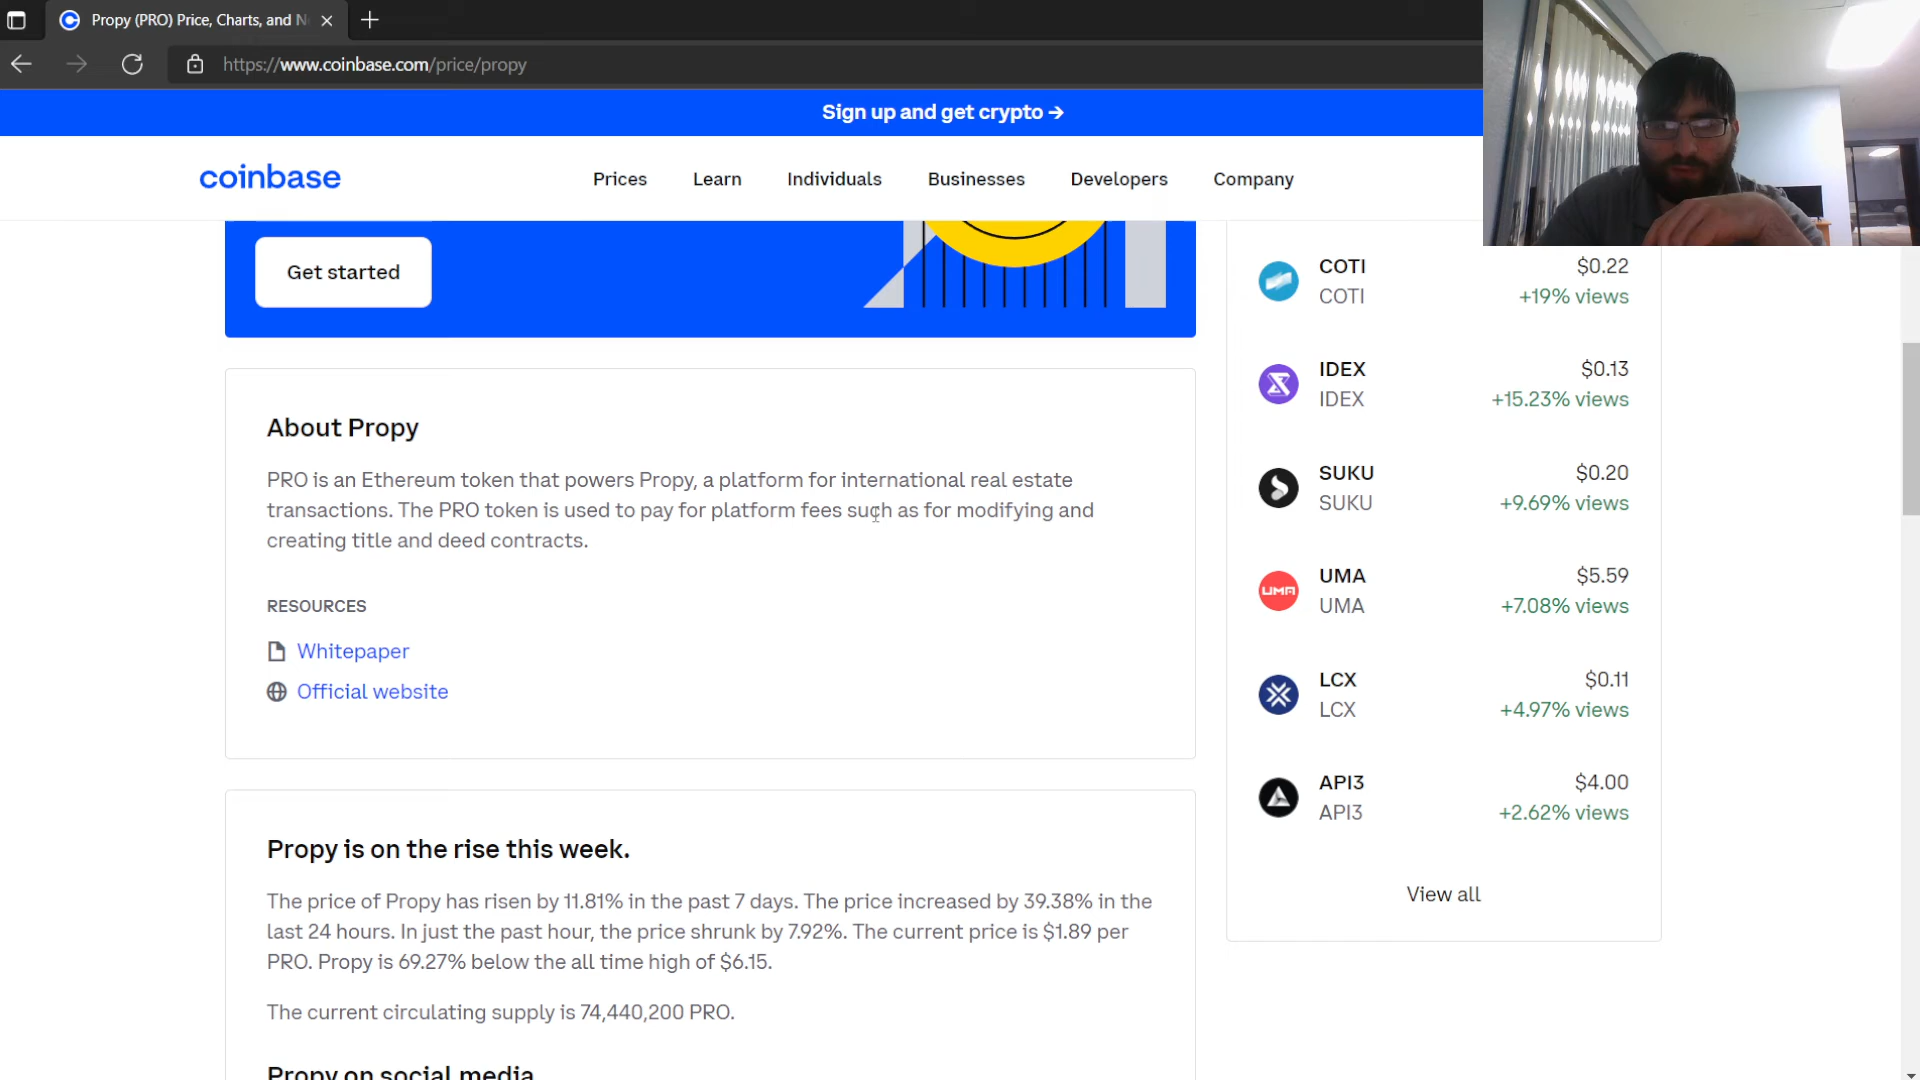 Propy (PRO) Price, Charts, and N
https://www.coinbase.com/price/propy
Sign up and get crypto →
coinbase
Prices
Learn
Individuals
Businesses
Developers
Company
Get started
About Propy
PRO is an Ethereum token that powers Propy, a platform for international real estate
transactions. The PRO token is used to pay for platform fees such as for modifying and
creating title and deed contracts.
RESOURCES
Whitepaper
Official website
Propy is on the rise this week.
The price of Propy has risen by 11.81% in the past 7 days. The price increased by 39.38% in the
last 24 hours. In just the past hour, the price shrunk by 7.92%. The current price is $1.89 per
PRO. Propy is 69.27% below the all time high of $6.15.
The current circulating supply is 74,440,200 PRO.
Propy on social media
COTI $0.22
COTI +19% views
IDEX $0.13
IDEX +15.23% views
SUKU $0.20
SUKU +9.69% views
UMA
UMA $5.59
UMA +7.08% views
LCX $0.11
LCX +4.97% views
API3 $4.00
API3 +2.62% views
View all